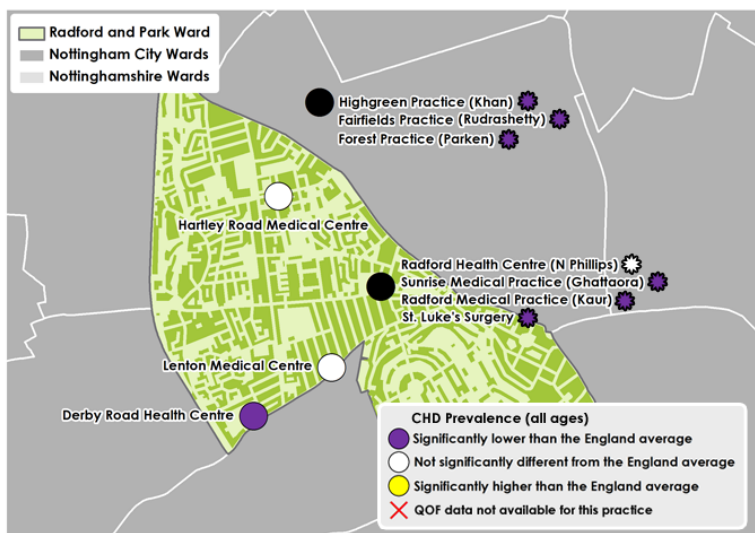 Radford and Park Ward
Nottingham City Wards
Nottinghamshire Wards
Highgreen Practice (Khan)
Fairfields Practice (Rudrashetty)
Forest Practice (Parken)
Hartley Road Medical Centre
Radford Health Centre (N Phillips)
Sunrise Medical Practice (Ghattaora)
Radford Medical Practice (Kaur)
St. Luke's Surgery
Lenton Medical Centre
Derby Road Health Centre
CHD Prevalence (all ages)
Significantly lower than the England average
Not significantly different from the England average
Significantly higher than the England average
QOF data not available for this practice